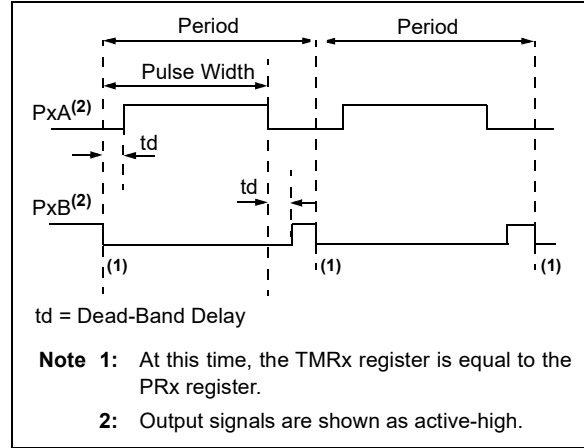 Period Period
Pulse Width
PxA(2)
td
td
PxB(2)
(1) (1) (1)
td = Dead-Band Delay
Note 1: At this time, the TMRx register is equal to the
PRx register.
2: Output signals are shown as active-high.